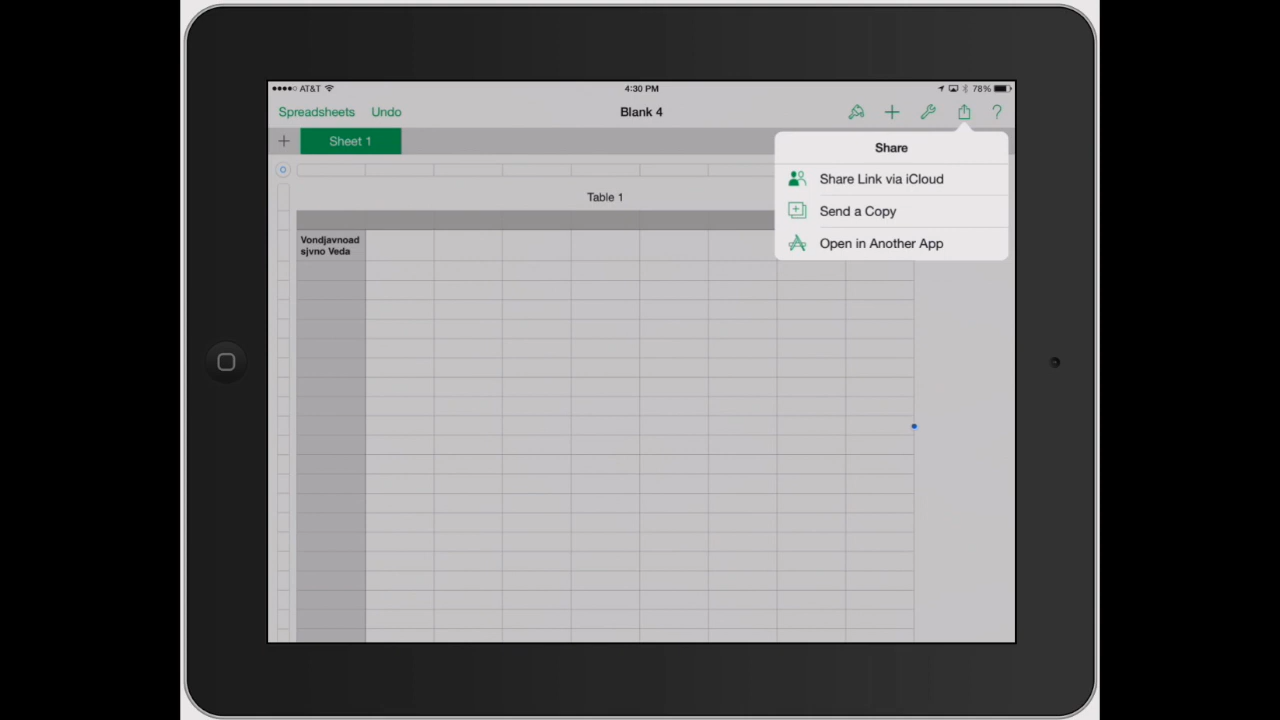 AT&T
4:30 PM
78%
Spreadsheets
Undo
Blank 4
?
Sheet 1
Share
Share Link via iCloud
Send a Copy
Open in Another App
Table 1
Vondjavnoad
sjvno Veda